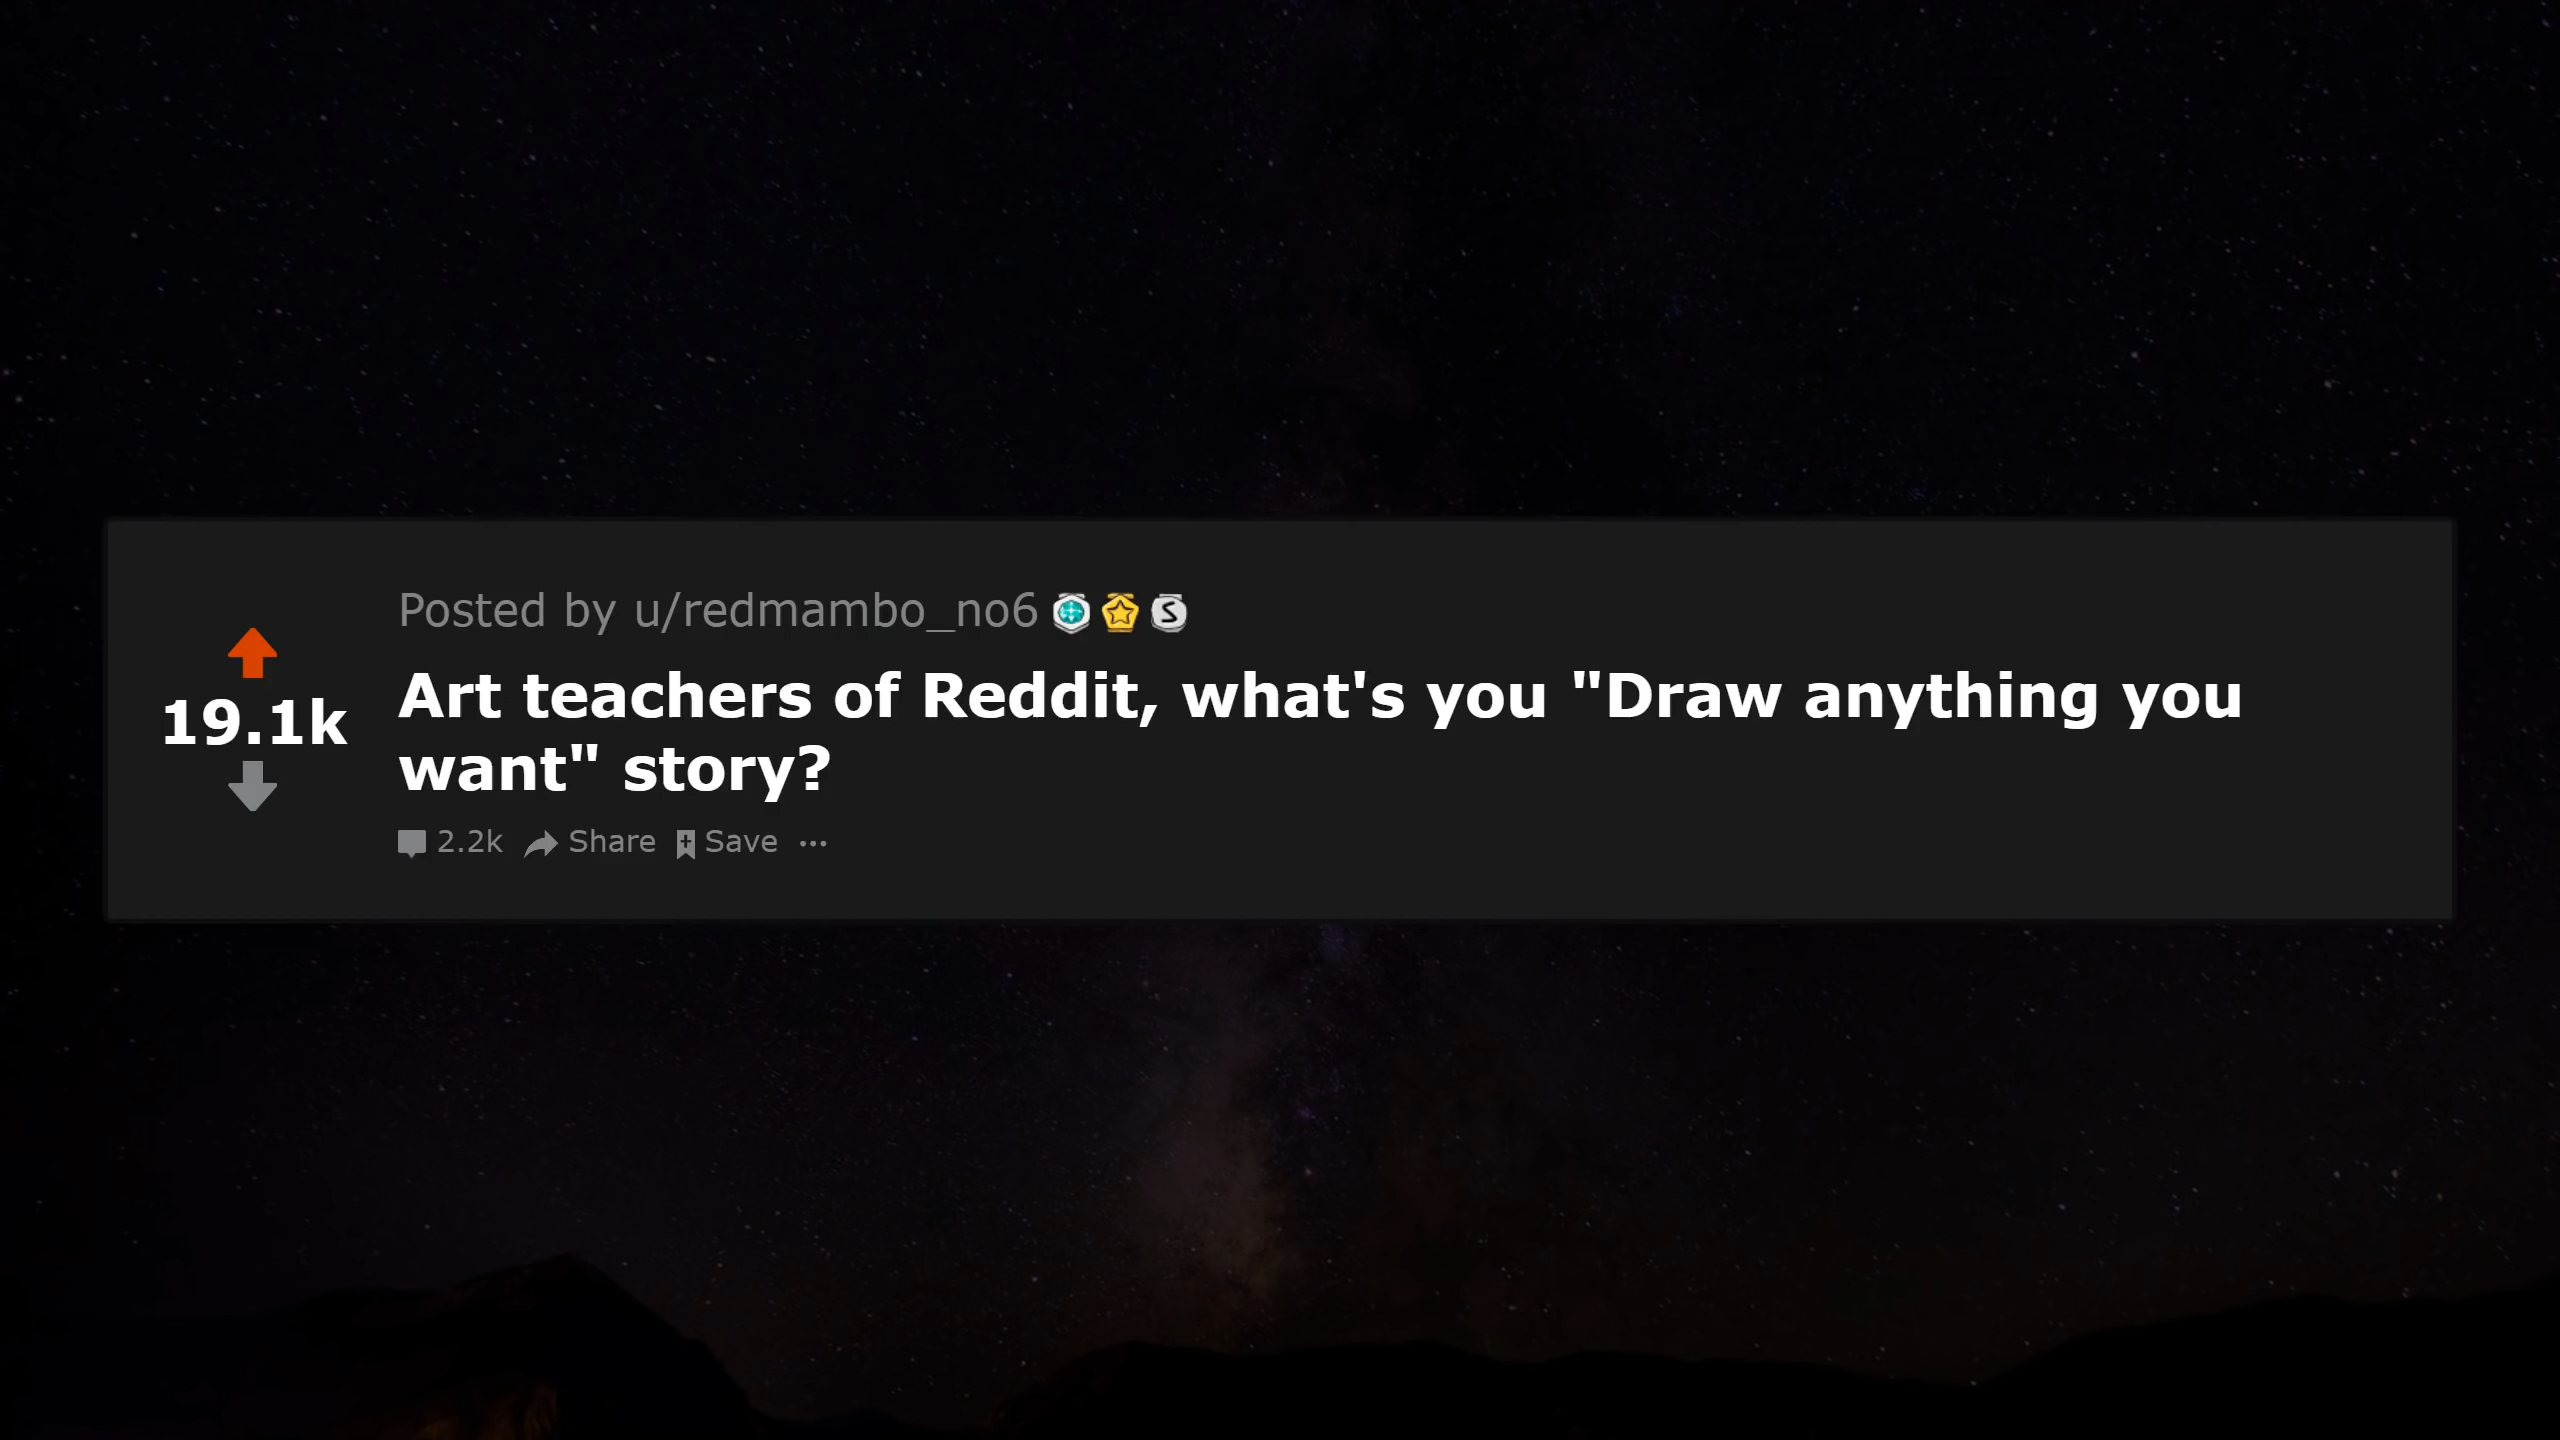 Posted by u/redmambo_no6
19.1k
Art teachers of Reddit, what's you "Draw anything you
want" story?
2.2k Share Save ...